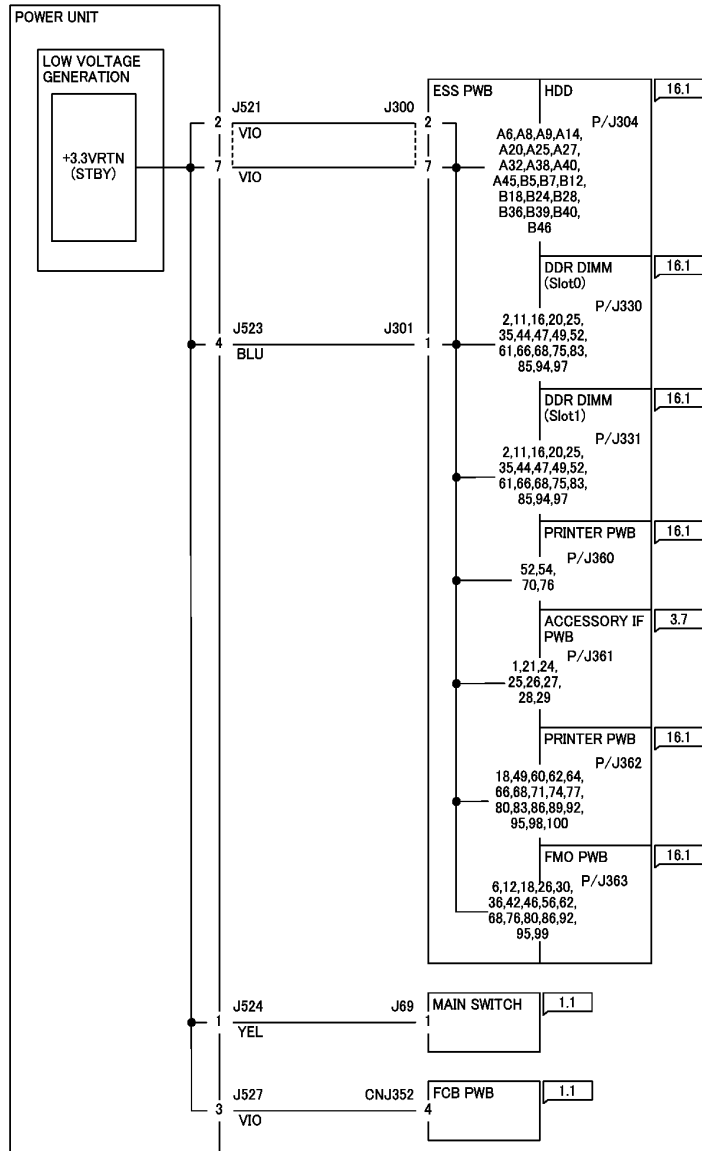 POWER UNIT
LOW VOLTAGE
GENERATION
+3.3VRTN
(STBY)
J521
J300
2
VIO
2
7
VIO
7
J523
J301
4
BLU
1
ESS PWB
HDD
16.1
P/J304
A6,A8,A9,A14,
A20,A25,A27,
A32,A38,A40,
A45,B5,B7,B12,
B18,B24,B28,
B36,B39,B40,
B46
DDR DIMM
(Slot0)
16.1
P/J330
2,11,16,20,25,
35,44,47,49,52,
61,66,68,75,83,
85,94,97
DDR DIMM
(Slot1)
16.1
P/J331
2,11,16,20,25,
35,44,47,49,52,
61,66,68,75,83,
85,94,97
PRINTER PWB
16.1
P/J360
52,54,
70,76
ACCESSORY IF
PWB
3.7
P/J361
1,21,24,
25,26,27,
28,29
PRINTER PWB
16.1
P/J362
18,49,60,62,64,
66,68,71,74,77,
80,83,86,89,92,
95,98,100
FMO PWB
16.1
P/J363
6,12,18,26,30,
36,42,46,56,62,
68,76,80,86,92,
95,99
J524
J69
1
YEL
1
MAIN SWITCH
1.1
J527
CNJ352
3
VIO
4
FCB PWB
1.1